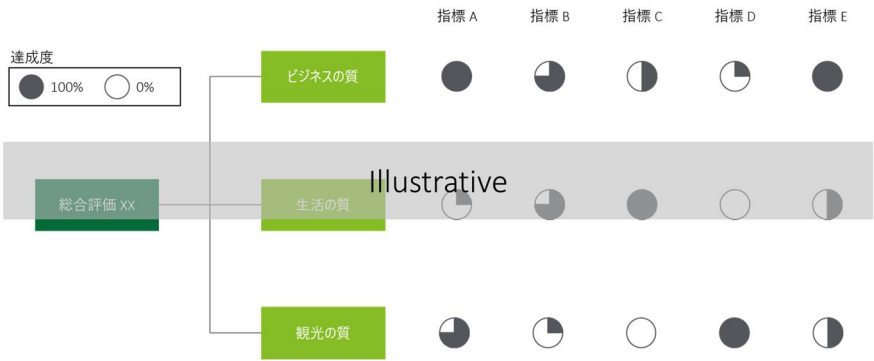 指標 A 指標 B 指標 C 指標 D 指標 E
達成度
100% 0%
ビジネスの質
Illustrative
総合評価 XX
生活の質
観光の質